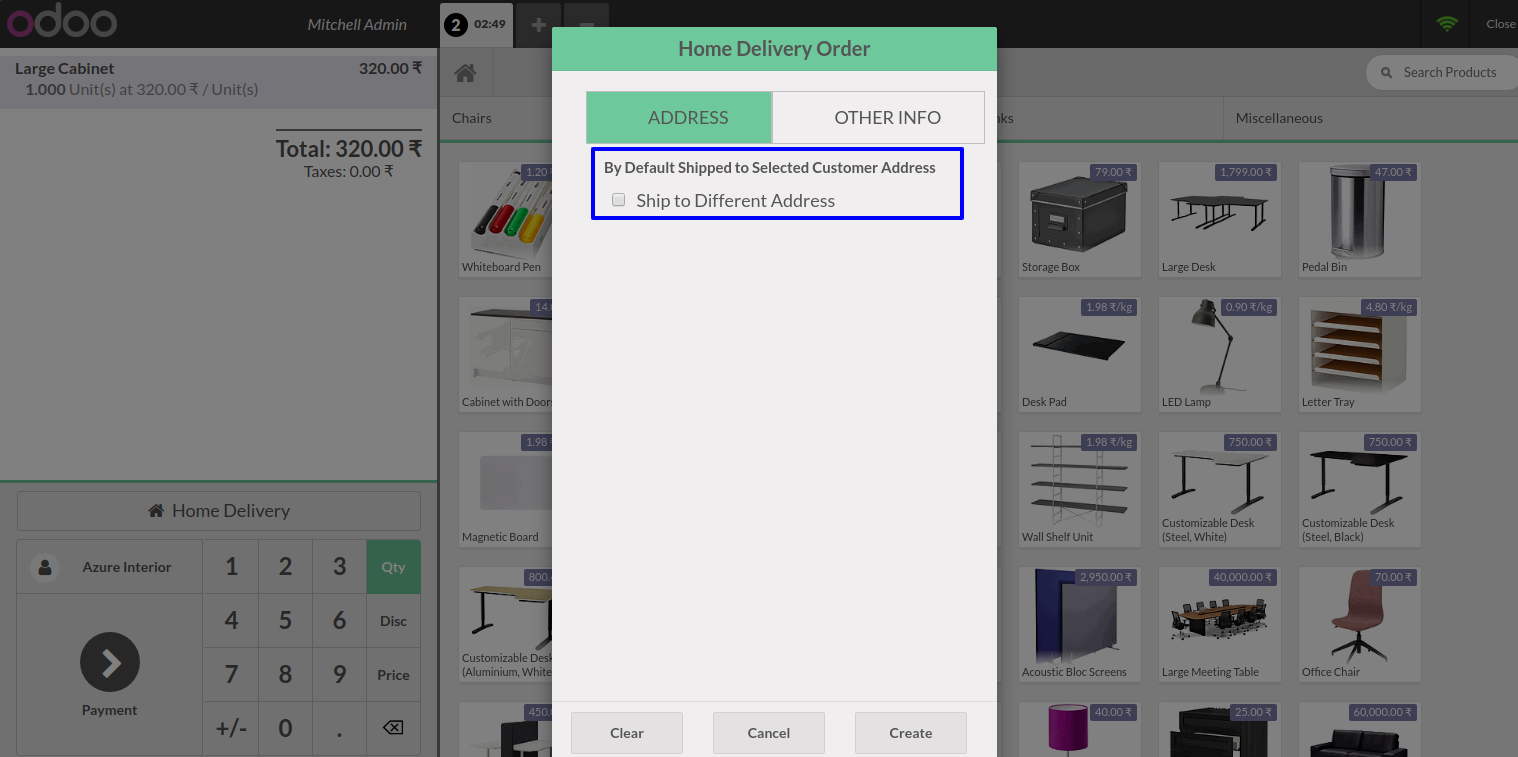 odoo
Mitchell Admin
2 02:49
Close
Large Cabinet 320.00 ₹
1.000 Unit(s) at 320.00 ₹ / Unit(s)
Total: 320.00 ₹
Taxes: 0.00 ₹
Home Delivery
Azure Interior
Payment
1 2 3 Qty
4 5 6 Disc
7 8 9 Price
+/- 0 .
Home Delivery Order
ADDRESS OTHER INFO
By Default Shipped to Selected Customer Address
Ship to Different Address
Clear Cancel Create
Search Products
Chairs
Miscellaneous
1.20
Whiteboard Pen
79.00 ₹
Storage Box
1,799.00 ₹
Large Desk
47.00 ₹
Pedal Bin
Cabinet with Doors
1.98 ₹/kg
Desk Pad
0.90 ₹/kg
LED Lamp
4.80 ₹/kg
Letter Tray
1.98
Magnetic Board
1.98 ₹/kg
Wall Shelf Unit
750.00 ₹
Customizable Desk
(Steel, White)
750.00 ₹
Customizable Desk
(Steel, Black)
800.
Customizable Desk
(Aluminium, White
2,950.00 ₹
Acoustic Bloc Screens
40,000.00 ₹
Large Meeting Table
70.00 ₹
Office Chair
450.
40.00 ₹
25.00 ₹
60,000.00 ₹